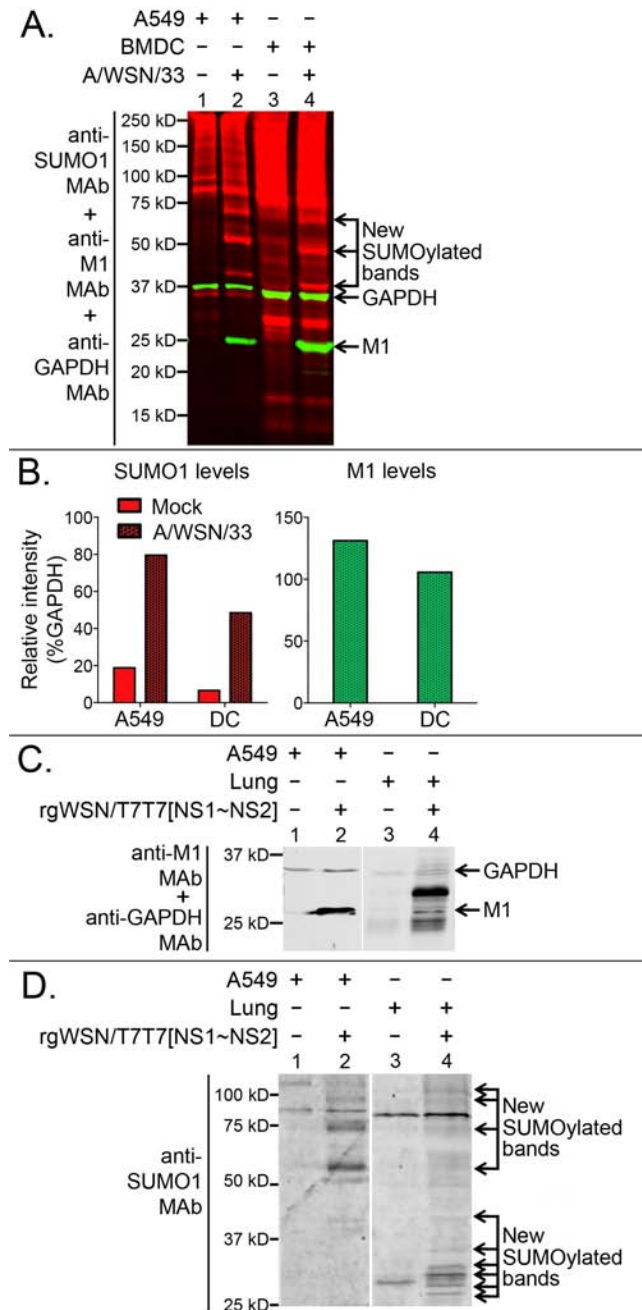 A.
A549 + + – –
BMDC – – + +
A/WSN/33 – + – +
1 2 3 4
anti-
SUMO1
MAb
+
anti-
M1
MAb
+
anti-
GAPDH
MAb
250 kD
150 kD
100 kD
75 kD
50 kD
37 kD
25 kD
20 kD
15 kD
New
SUMOylated
bands
GAPDH
M1
B.
SUMO1 levels
M1 levels
Mock
A/WSN/33
Relative intensity
(%GAPDH)
100
80
60
40
20
0
A549 DC
150
100
50
0
A549 DC
C.
A549 + + – –
Lung – – + +
rgWSN/T7T7[NS1~NS2] – + – +
1 2 3 4
anti-M1
MAb
+
anti-GAPDH
MAb
37 kD
25 kD
GAPDH
M1
D.
A549 + + – –
Lung – – + +
rgWSN/T7T7[NS1~NS2] – + – +
1 2 3 4
anti-
SUMO1
MAb
100 kD
75 kD
50 kD
37 kD
25 kD
New
SUMOylated
bands
New
SUMOylated
bands